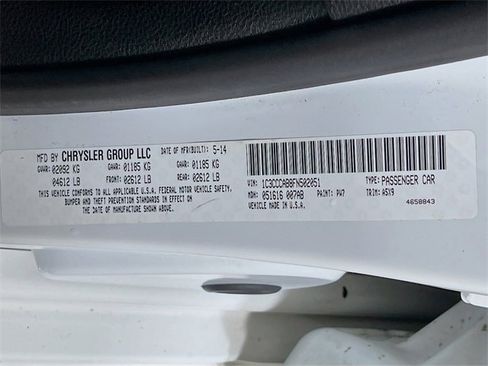 MFD BY CHRYSLER GROUP LLC DATE OF MFR(BUILT): 5-14
GVWR: 02092 KG GAWR: 01185 KG GAWR: 01185 KG
04612 LB FRONT: 02612 LB REAR: 02612 LB
THIS VEHICLE CONFORMS TO ALL APPLICABLE U.S.A. FEDERAL MOTOR VEHICLE SAFETY,
BUMPER AND THEFT PREVENTION STANDARDS IN EFFECT ON
THE DATE OF MANUFACTURE SHOWN ABOVE.
VIN: 1C3CCCAB8FN502051 TYPE: PASSENGER CAR
MDH: 051616 007AB PAINT: PW7 TRIM: A5X9
VEHICLE MADE IN U.S.A.
4658843